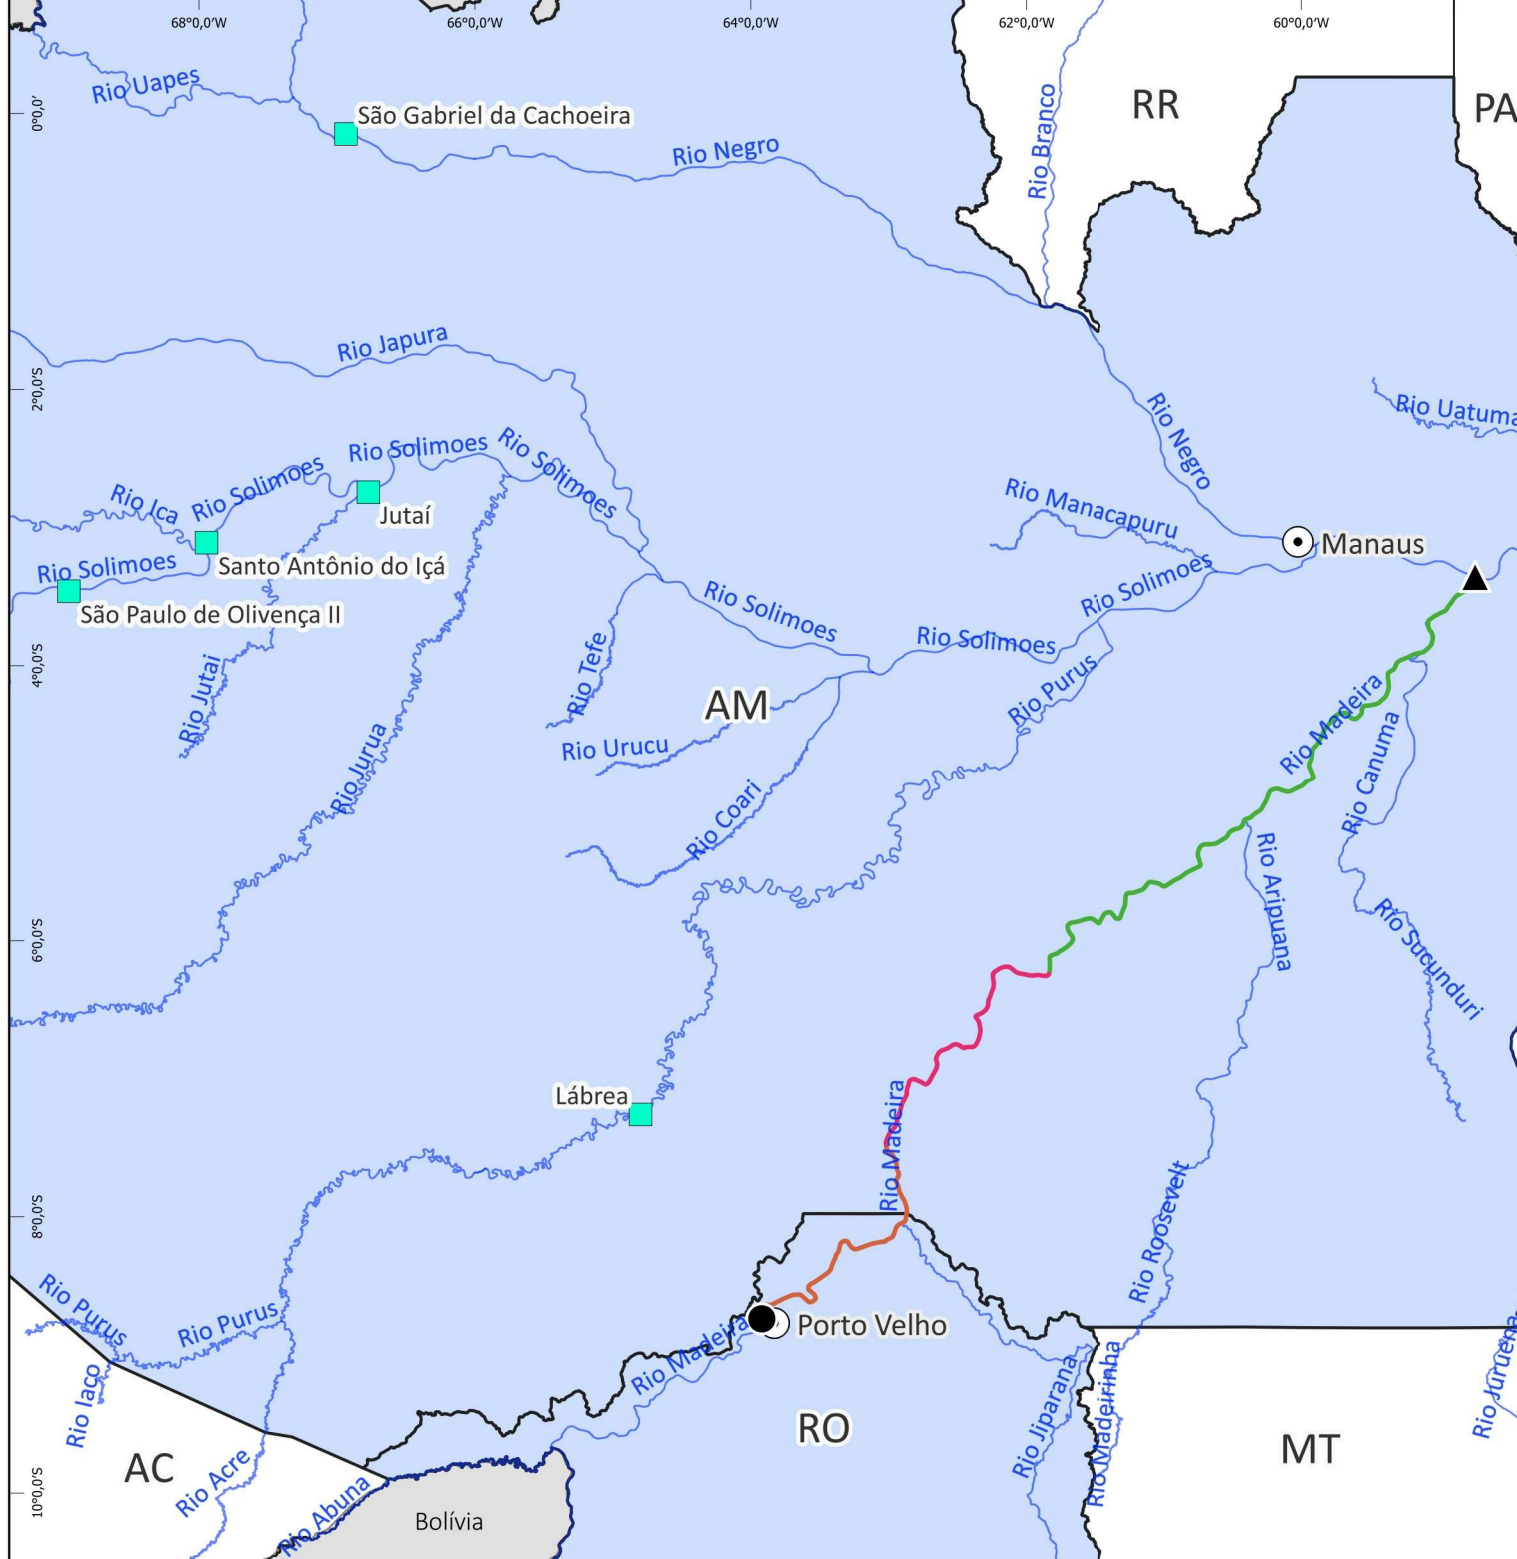 68°0,0'W
66°0,0'W
64°0,0'W
62°0,0'W
60°0,0'W
Rio Uapes
0°0,0'
São Gabriel da Cachoeira
Rio Negro
Rio Branco
RR
PA
Rio Japura
2°0,0'S
Rio Negro
Rio Uatuma
Rio Solimoes
Rio Solimoes
Rio Solimoes
Rio Ica
Jutaí
Rio Manacapuru
Manaus
Rio Solimoes
Santo Antônio do Içá
São Paulo de Olivença II
Rio Solimoes
Rio Solimoes
Rio Solimoes
4°0,0'S
Rio Jutai
Rio Tefe
AM
Rio Purus
Rio Madeira
Rio Urucu
Rio Jurua
Rio Coari
Rio Canuma
Rio Aripuana
6°0,0'S
Rio Sucunduri
Lábrea
Rio Madeira
8°0,0'S
Rio Roosevelt
Rio Purus
Rio Purus
Porto Velho
Rio Madeira
Rio Iaco
Rio Jiparana
Rio Madeirinha
Rio Juruena
RO
MT
AC
Rio Acre
10°0,0'S
Rio Abuna
Bolívia